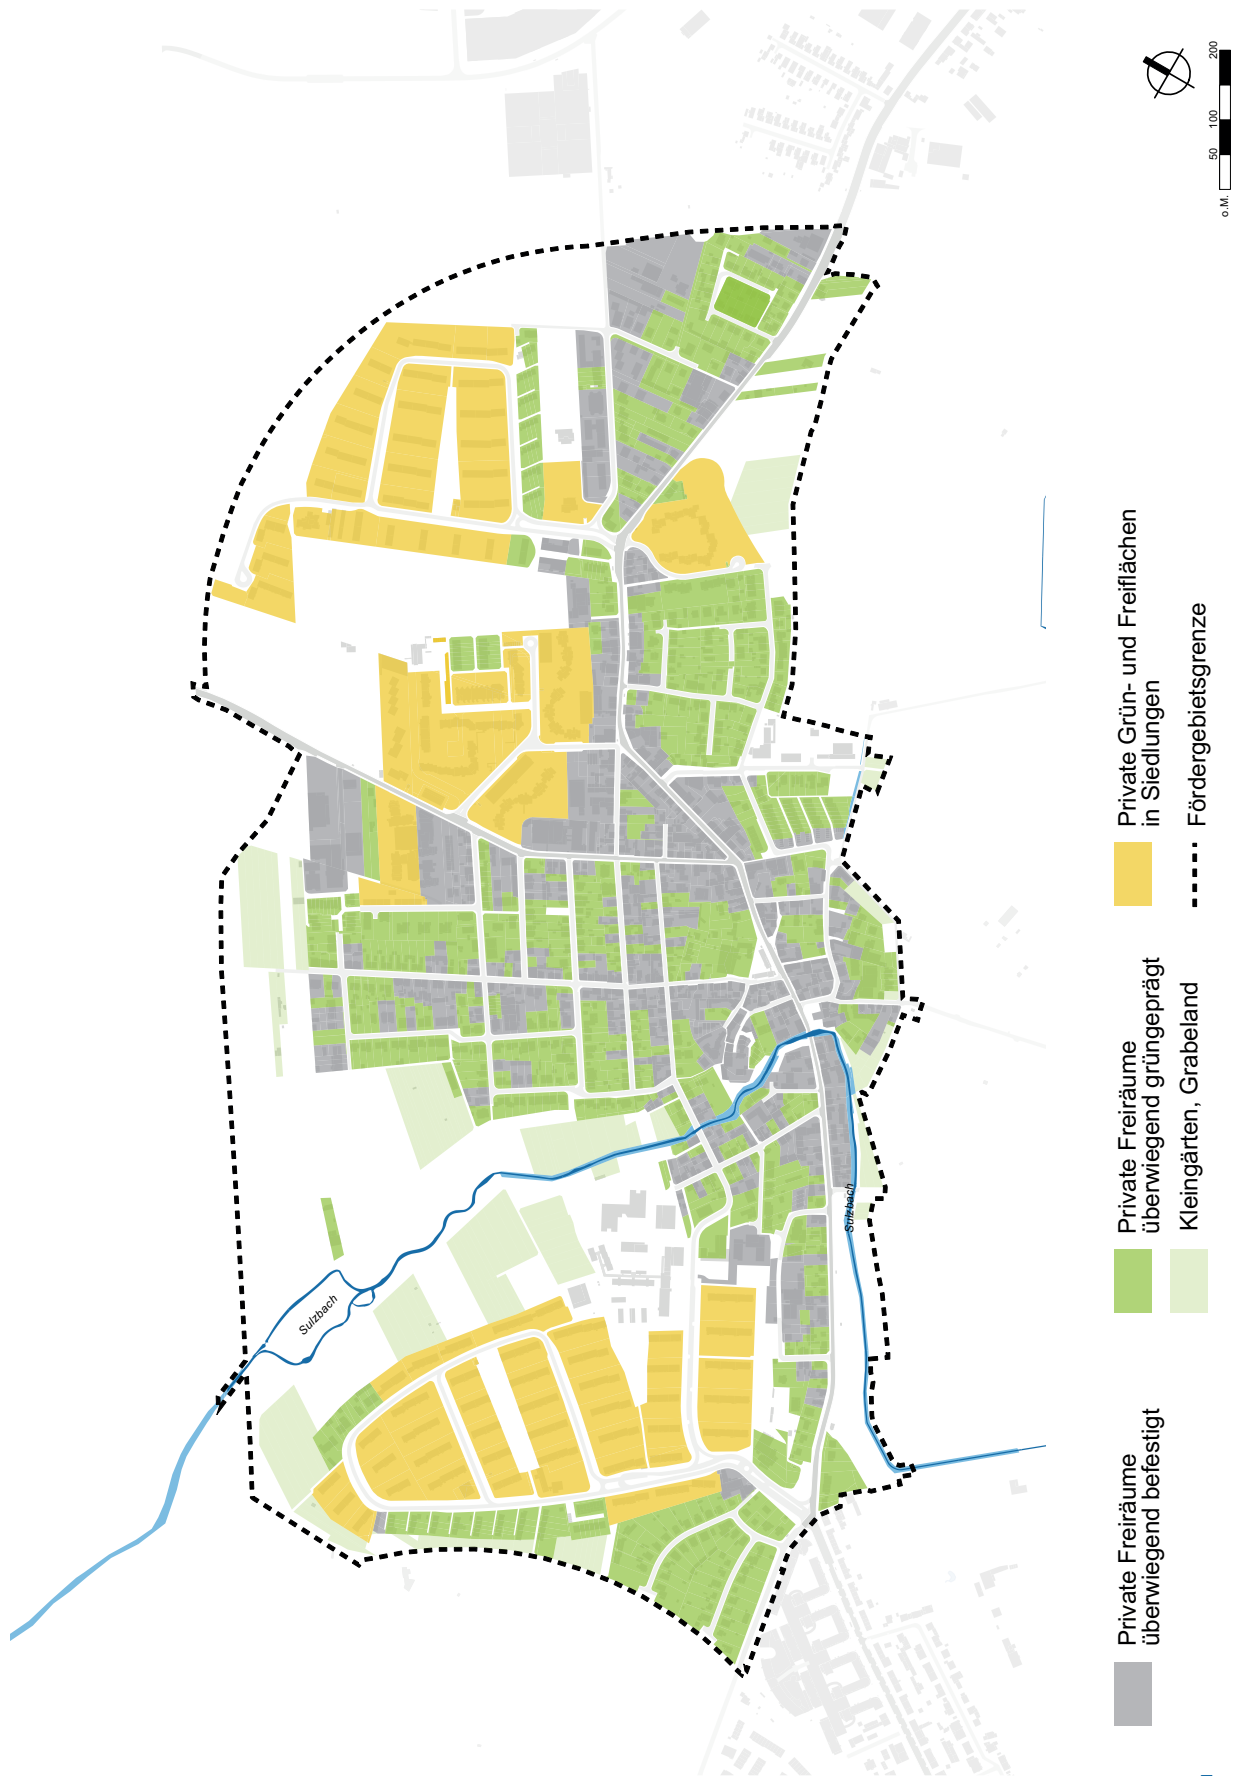 Sulzbach
Sulzbach
Private Freiräume
überwiegend befestigt
Private Freiräume
überwiegend grüngeprägt
Kleingärten, Grabeland
Private Grün- und Freiflächen
in Siedlungen
Fördergebietsgrenze
o.M.
50
100
200